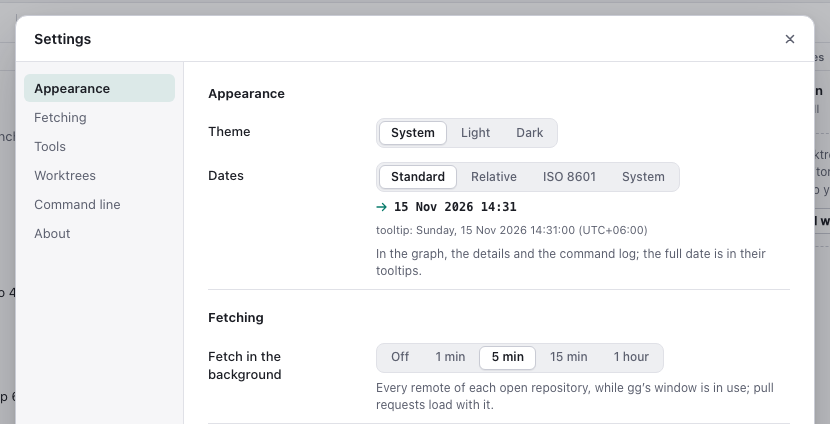 Settings
×
Appearance
Fetching
Tools
Worktrees
Command line
About
Appearance
Theme
System Light Dark
Dates
Standard Relative ISO 8601 System
→ 15 Nov 2026 14:31
tooltip: Sunday, 15 Nov 2026 14:31:00 (UTC+06:00)
In the graph, the details and the command log; the full date is in their
tooltips.
Fetching
Fetch in the
background
Off 1 min 5 min 15 min 1 hour
Every remote of each open repository, while gg's window is in use; pull
requests load with it.